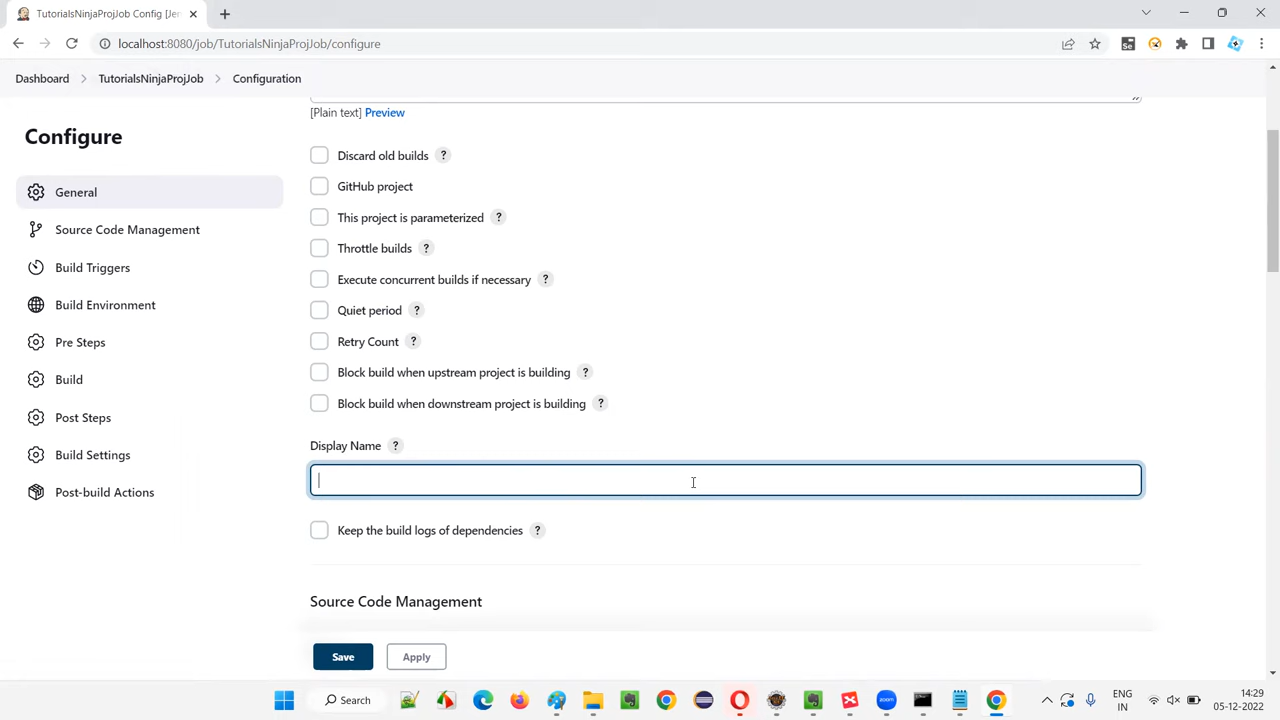 TutorialsNinjaProjJob Config [Jen
localhost:8080/job/TutorialsNinjaProjJob/configure
Dashboard
TutorialsNinjaProjJob
Configuration
[Plain text] Preview
Configure
General
Source Code Management
Build Triggers
Build Environment
Pre Steps
Build
Post Steps
Build Settings
Post-build Actions
Discard old builds ?
GitHub project
This project is parameterized ?
Throttle builds ?
Execute concurrent builds if necessary ?
Quiet period ?
Retry Count ?
Block build when upstream project is building ?
Block build when downstream project is building ?
Display Name ?
Keep the build logs of dependencies ?
Source Code Management
Save
Apply
Search
zoom
ENG
IN
14:29
05-12-2022